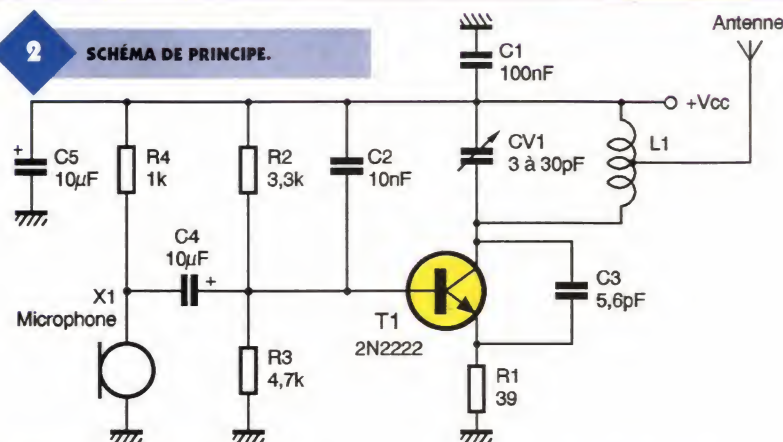 2
SCHÉMA DE PRINCIPE.
Antenne
C1
100nF
+Vcc
C5
10µF
R4
1k
R2
3,3k
C2
10nF
CV1
3 à 30pF
L1
C4
10µF
X1
Microphone
T1
2N2222
C3
5,6pF
R3
4,7k
R1
39